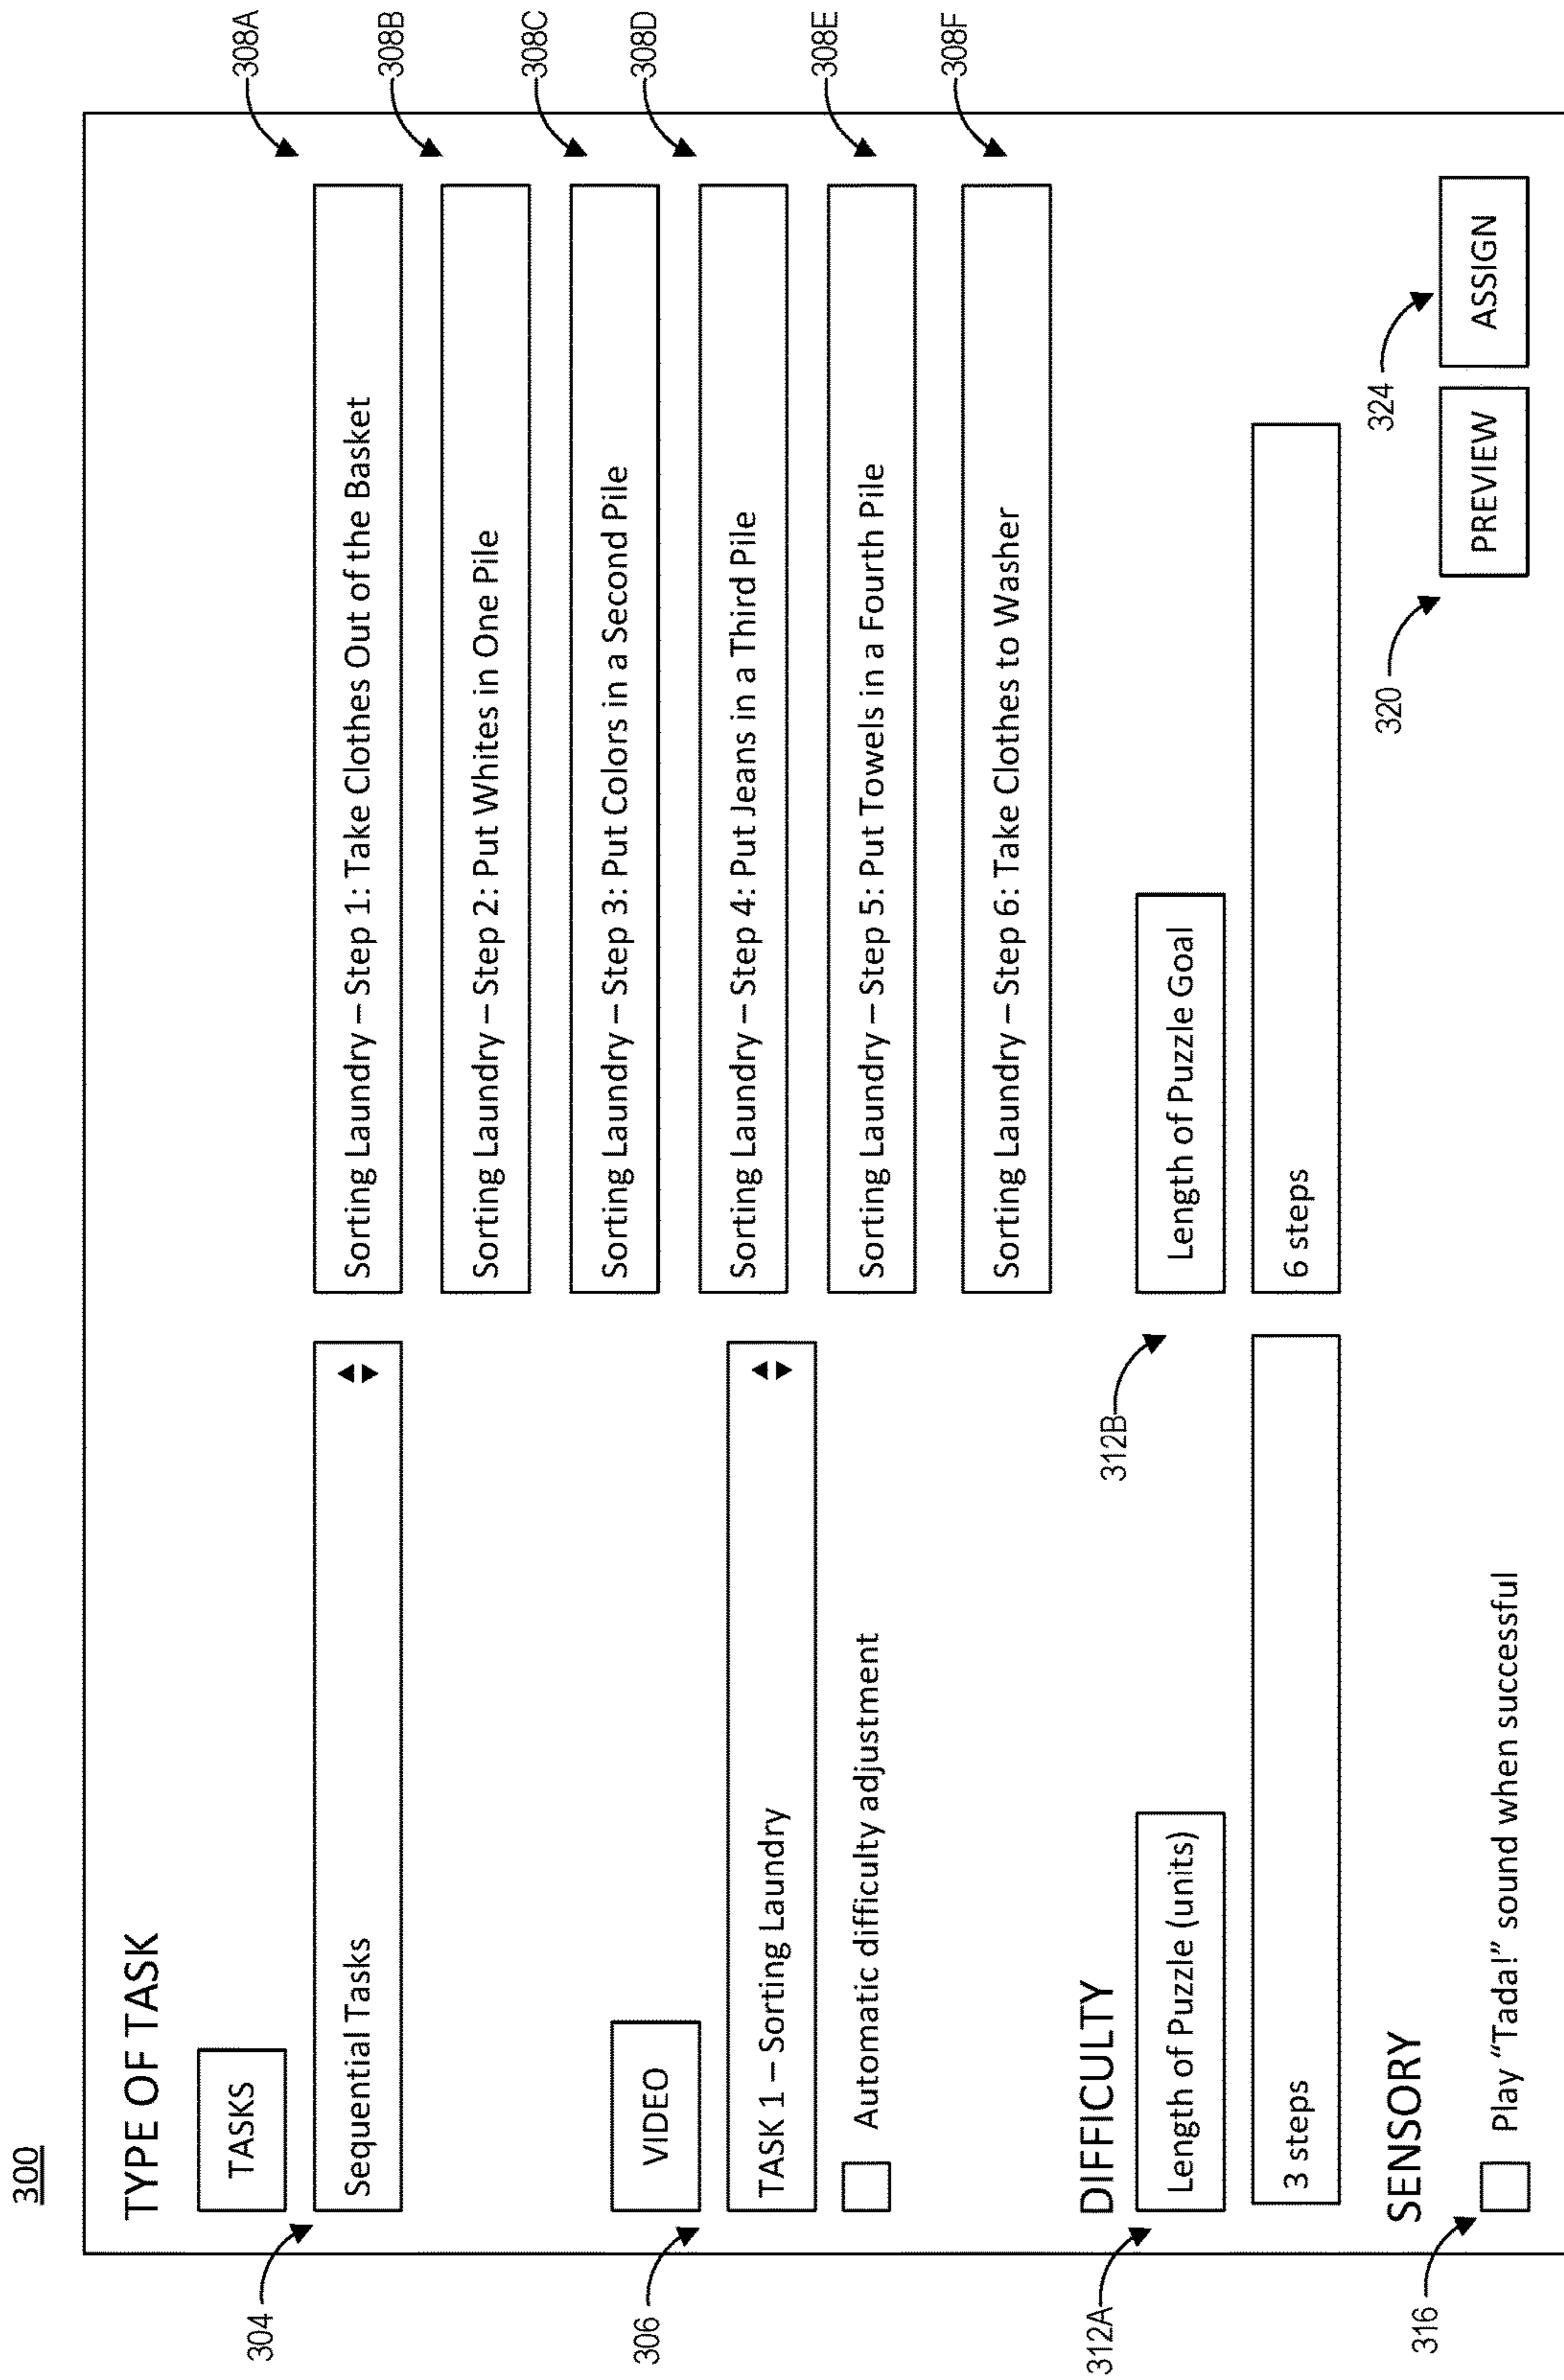 300
TYPE OF TASK
TASKS
304
Sequential Tasks
VIDEO
306
TASK 1 – Sorting Laundry
Automatic difficulty adjustment
Sorting Laundry – Step 1: Take Clothes Out of the Basket
308A
Sorting Laundry – Step 2: Put Whites in One Pile
308B
Sorting Laundry – Step 3: Put Colors in a Second Pile
308C
Sorting Laundry – Step 4: Put Jeans in a Third Pile
308D
Sorting Laundry – Step 5: Put Towels in a Fourth Pile
308E
Sorting Laundry – Step 6: Take Clothes to Washer
308F
DIFFICULTY
312A
Length of Puzzle (units)
3 steps
312B
Length of Puzzle Goal
6 steps
SENSORY
316
Play “Tada!” sound when successful
320
PREVIEW
324
ASSIGN